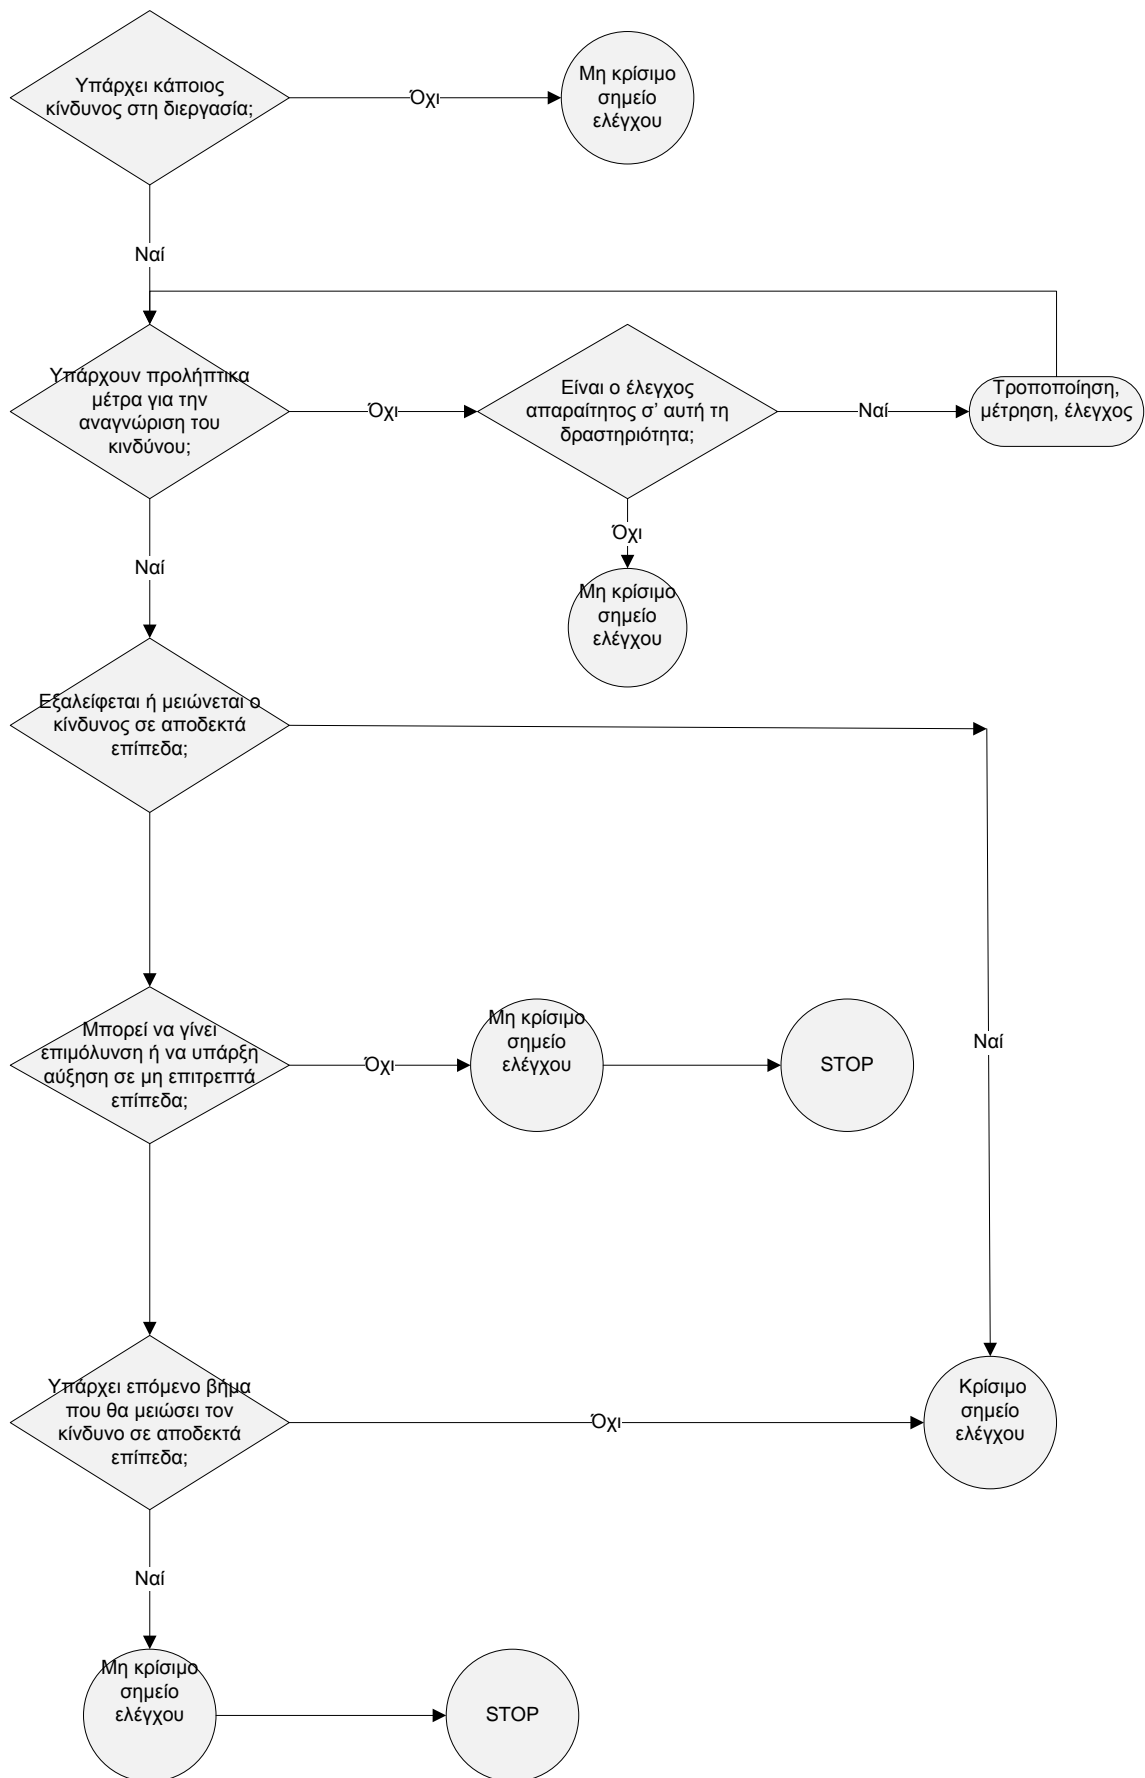 Υπάρχει κάποιος
κίνδυνος στη διεργασία;
Όχι
Μη κρίσιμο
σημείο
ελέγχου
Ναί
Υπάρχουν προλήπτικα
μέτρα για την
αναγνώριση του
κινδύνου;
Όχι
Είναι ο έλεγχος
απαραίτητος σ' αυτή τη
δραστηριότητα;
Ναί
Τροποποίηση,
μέτρηση, έλεγχος
Όχι
Μη κρίσιμο
σημείο
ελέγχου
Ναί
Εξαλείφεται ή μειώνεται ο
κίνδυνος σε αποδεκτά
επίπεδα;
Ναί
Μπορεί να γίνει
επιμόλυνση ή να υπάρξη
αύξηση σε μη επιτρεπτά
επίπεδα;
Όχι
Μη κρίσιμο
σημείο
ελέγχου
STOP
Υπάρχει επόμενο βήμα
που θα μειώσει τον
κίνδυνο σε αποδεκτά
επίπεδα;
Όχι
Κρίσιμο
σημείο
ελέγχου
Ναί
Μη κρίσιμο
σημείο
ελέγχου
STOP